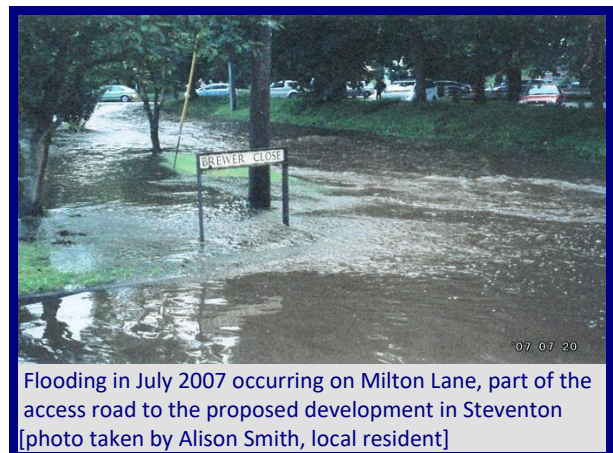 BREWER CLOSE
'07 07 20
Flooding in July 2007 occurring on Milton Lane, part of the
access road to the proposed development in Steventon
[photo taken by Alison Smith, local resident]